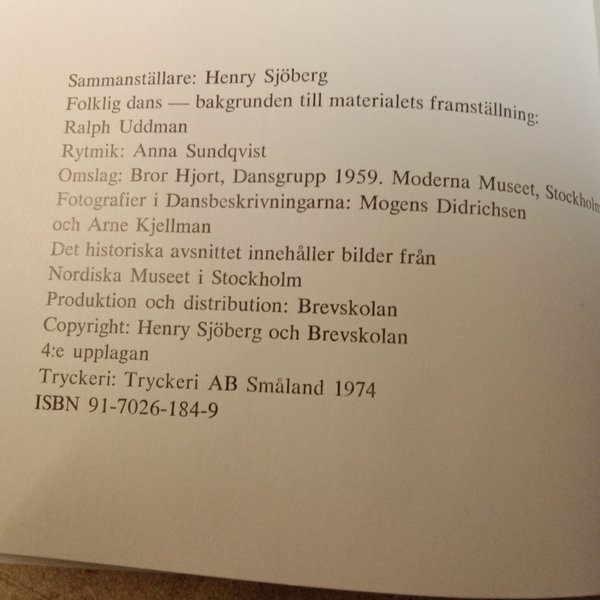 Sammanställare: Henry Sjöberg
Folklig dans — bakgrunden till materialets framställning:
Ralph Uddman
Rytmik: Anna Sundqvist
Omslag: Bror Hjort, Dansgrupp 1959. Moderna Museet, Stockholm
Fotografier i Dansbeskrivningarna: Mogens Didrichsen
och Arne Kjellman
Det historiska avsnittet innehåller bilder från
Nordiska Museet i Stockholm
Produktion och distribution: Brevskolan
Copyright: Henry Sjöberg och Brevskolan
4:e upplagan
Tryckeri: Tryckeri AB Småland 1974
ISBN 91-7026-184-9